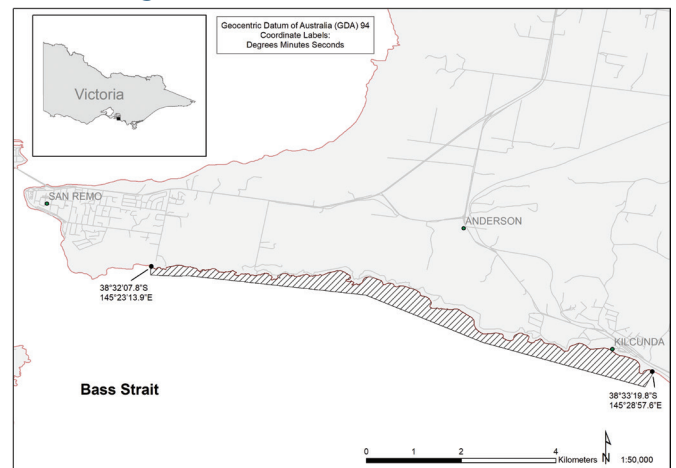 Geocentric Datum of Australia (GDA) 94
Coordinate Labels:
Degrees Minutes Seconds
Victoria
SAN REMO
ANDERSON
38°32'07.8"S
145°23'13.9"E
KILCUNDA
Bass Strait
38°33'19.8"S
145°28'57.6"E
0 1 2 4
Kilometers
N
1:50,000